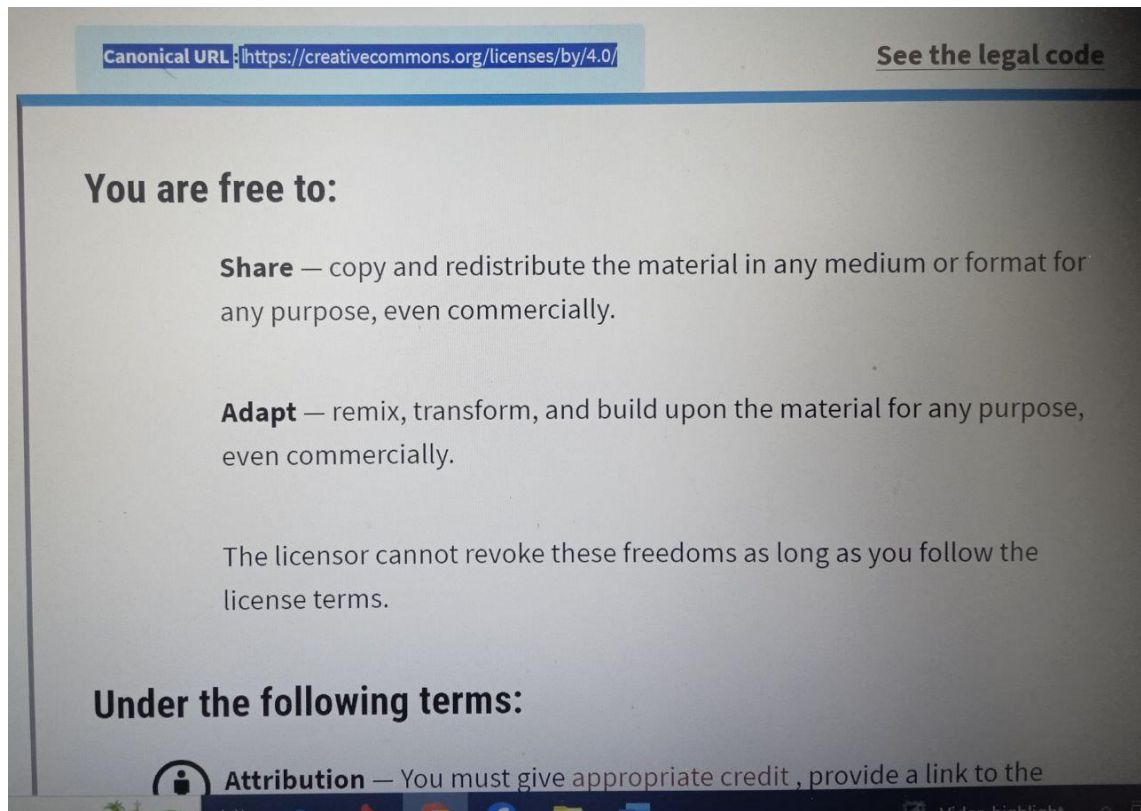 Canonical URL : https://creativecommons.org/licenses/by/4.0/
See the legal code
You are free to:
Share — copy and redistribute the material in any medium or format for
any purpose, even commercially.
Adapt — remix, transform, and build upon the material for any purpose,
even commercially.
The licensor cannot revoke these freedoms as long as you follow the
license terms.
Under the following terms:
Attribution — You must give appropriate credit , provide a link to the
Video highlight